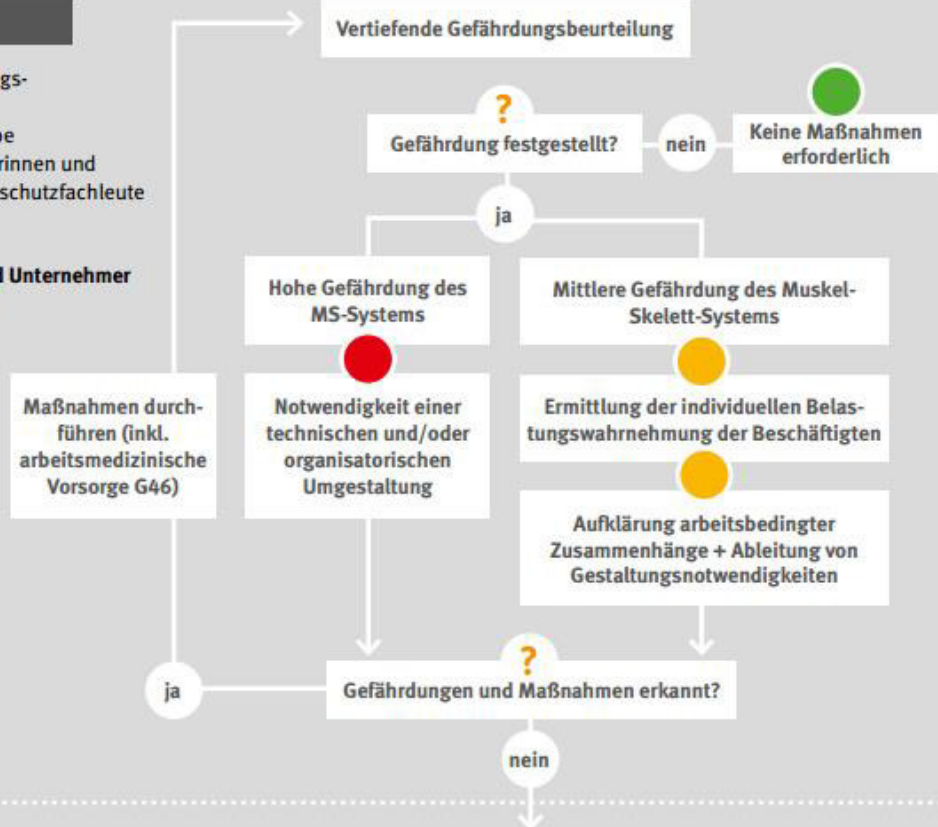 Vertiefende Gefährdungsbeurteilung
gs-
rinnen und
schutzfachleute
Unternehmer
?
Gefährdung festgestellt?
nein
Keine Maßnahmen
erforderlich
ja
Hohe Gefährdung des
MS-Systems
Mittlere Gefährdung des Muskel-
Skelett-Systems
Maßnahmen durch-
führen (inkl.
arbeitsmedizinische
Vorsorge G46)
Notwendigkeit einer
technischen und/oder
organisatorischen
Umgestaltung
Ermittlung der individuellen Belas-
tungswahrnehmung der Beschäftigten
Aufklärung arbeitsbedingter
Zusammenhänge + Ableitung von
Gestaltungsnotwendigkeiten
?
Gefährdungen und Maßnahmen erkannt?
ja
nein